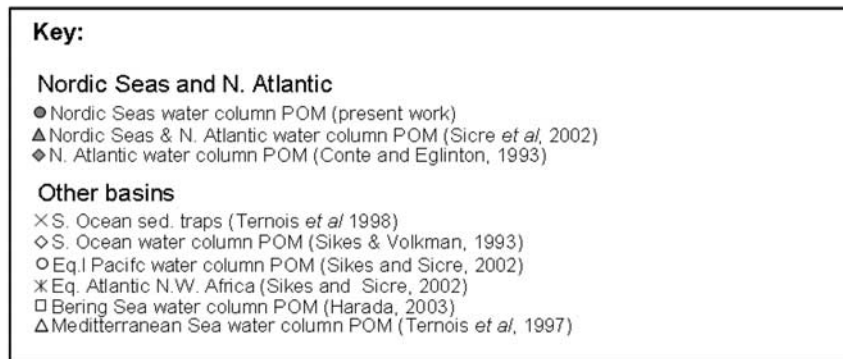 Key:
Nordic Seas and N. Atlantic
Nordic Seas water column POM (present work)
Nordic Seas & N. Atlantic water column POM (Sicre et al, 2002)
N. Atlantic water column POM (Conte and Eglinton, 1993)
Other basins
S. Ocean sed. traps (Ternois et al 1998)
S. Ocean water column POM (Sikes & Volkman, 1993)
Eq.l Pacifc water column POM (Sikes and Sicre, 2002)
Eq. Atlantic N.W. Africa (Sikes and Sicre, 2002)
Bering Sea water column POM (Harada, 2003)
Meditterranean Sea water column POM (Ternois et al, 1997)